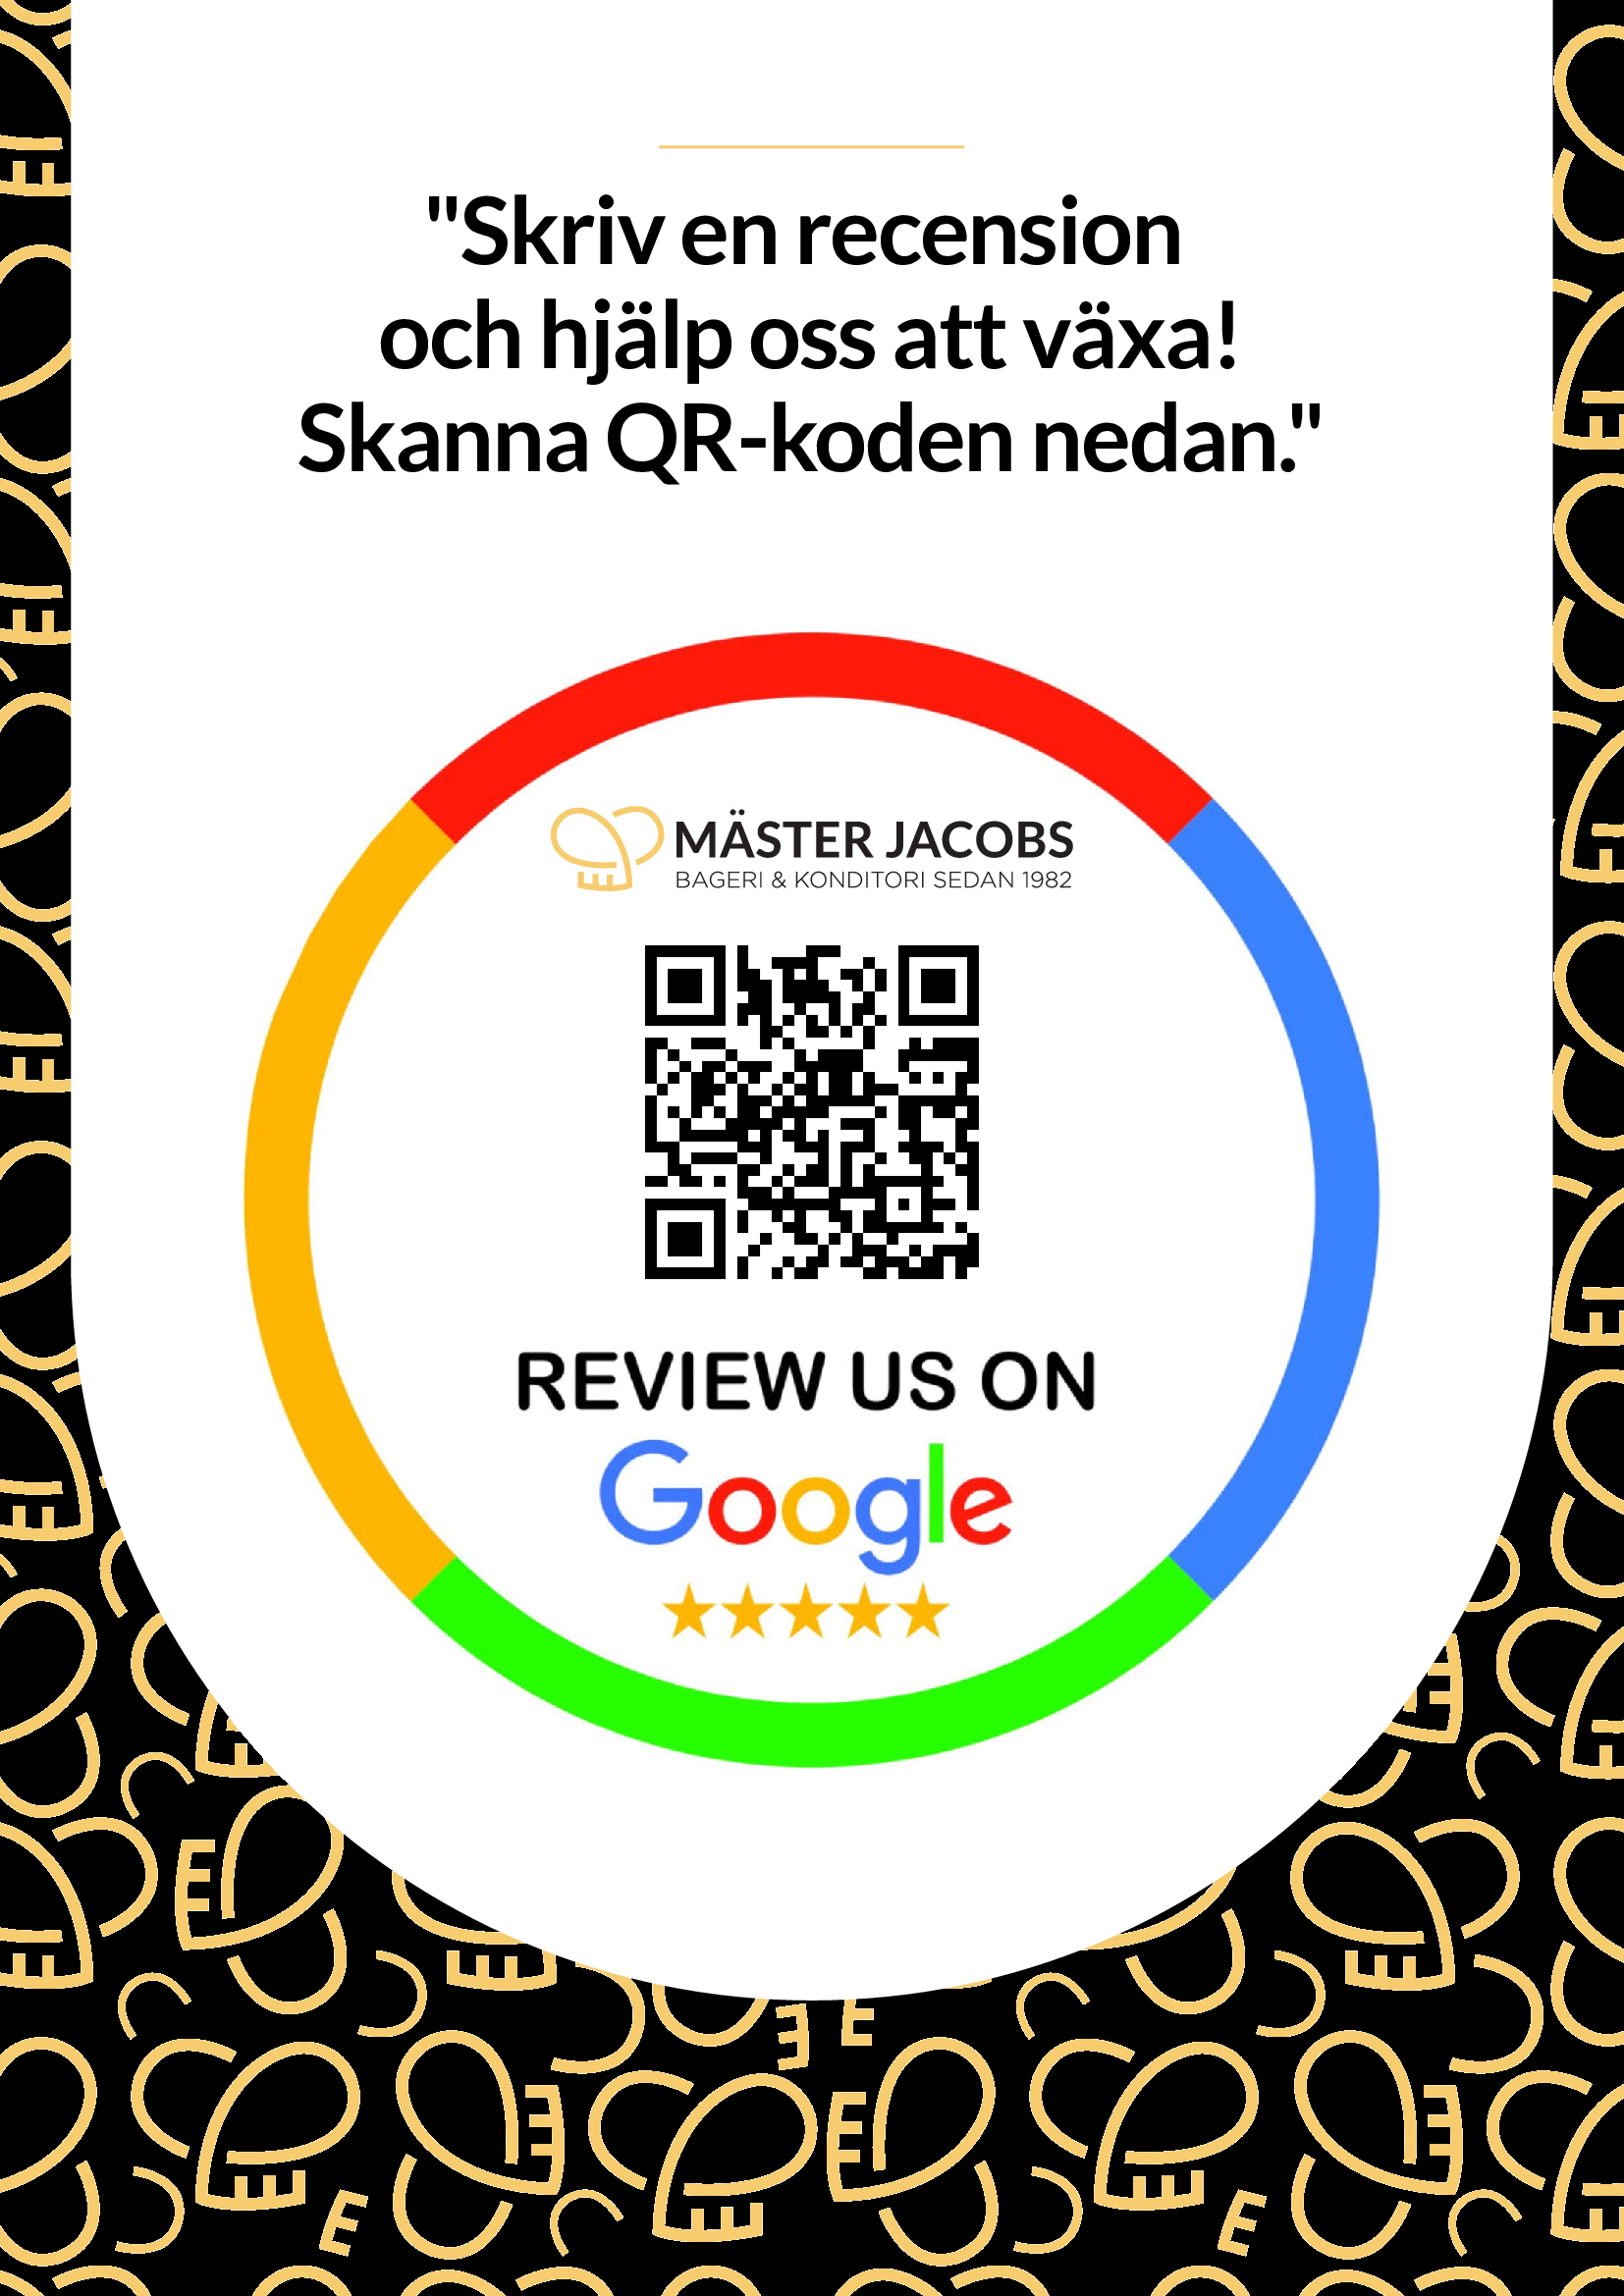 "Skriv en recension
och hjälp oss att växa!
Skanna QR-koden nedan."
MÄSTER JACOBS
BAGERI & KONDITORI SEDAN 1982
REVIEW US ON
Google